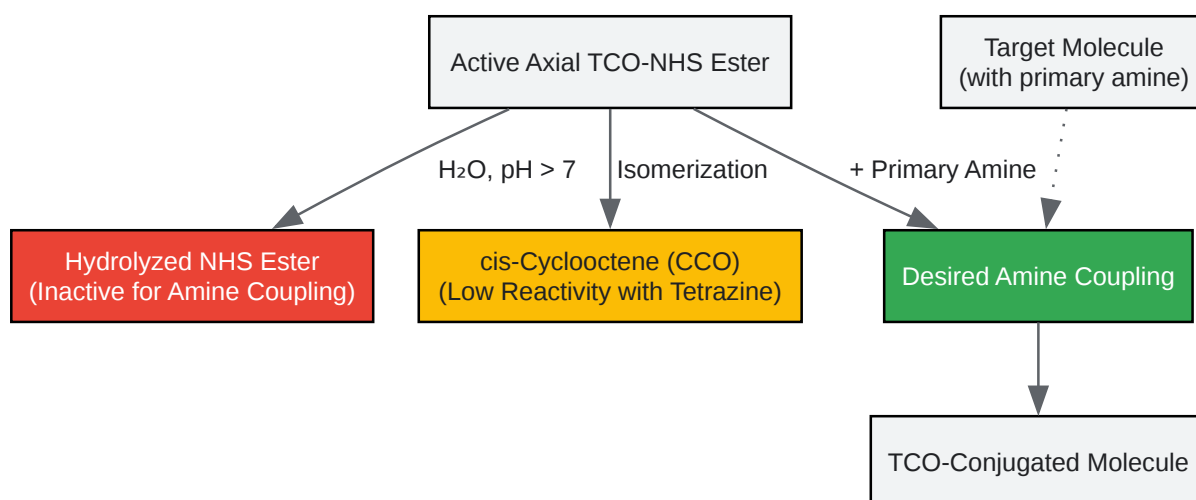 Active Axial TCO-NHS Ester
Target Molecule
(with primary amine)
H₂O, pH > 7
Isomerization
+ Primary Amine
Hydrolyzed NHS Ester
(Inactive for Amine Coupling)
cis-Cyclooctene (CCO)
(Low Reactivity with Tetrazine)
Desired Amine Coupling
TCO-Conjugated Molecule